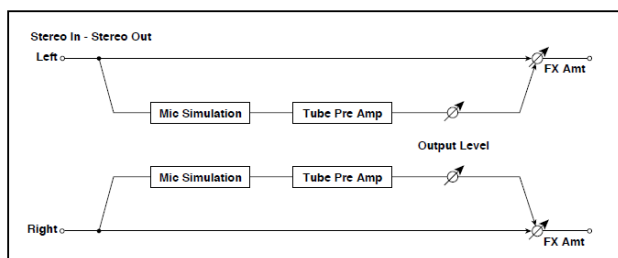 Stereo In - Stereo Out
Left
FX Amt
Mic Simulation Tube Pre Amp
Output Level
Mic Simulation Tube Pre Amp
Right
FX Amt